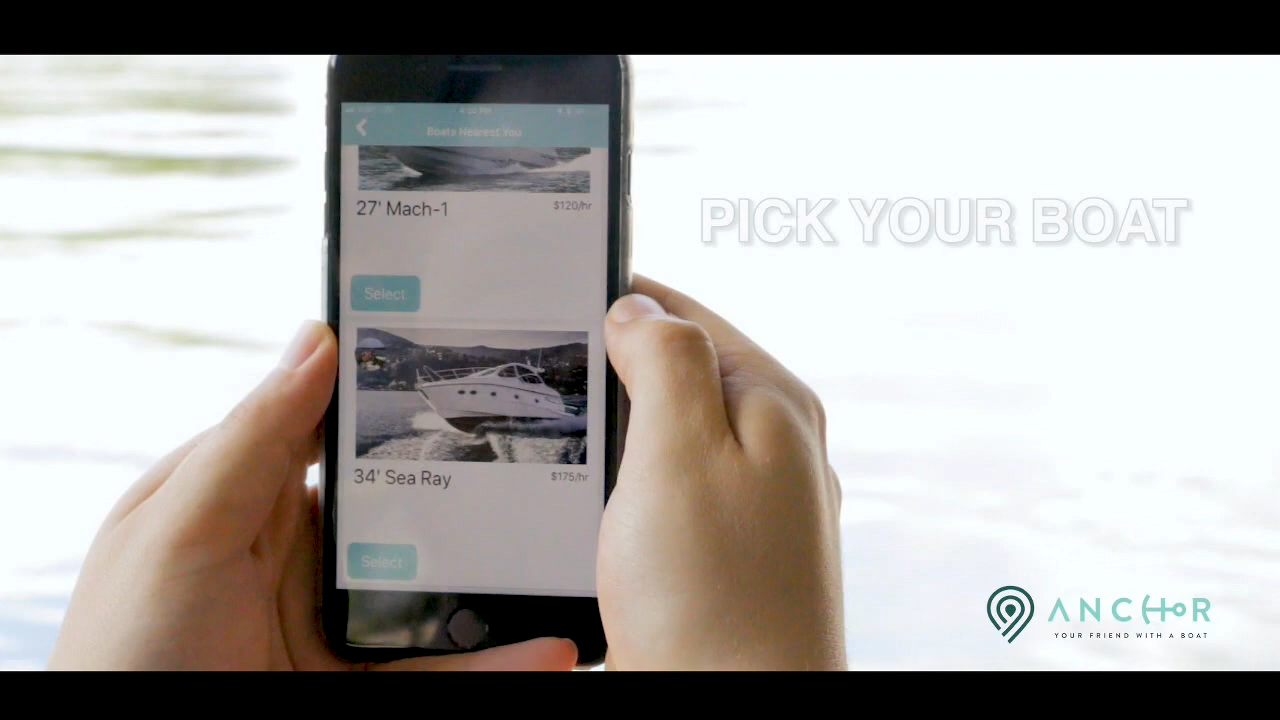 Boats Nearest You
27' Mach-1
$120/hr
PICK YOUR BOAT
Select
34' Sea Ray
$175/hr
Select
ANCHOR
YOUR FRIEND WITH A BOAT